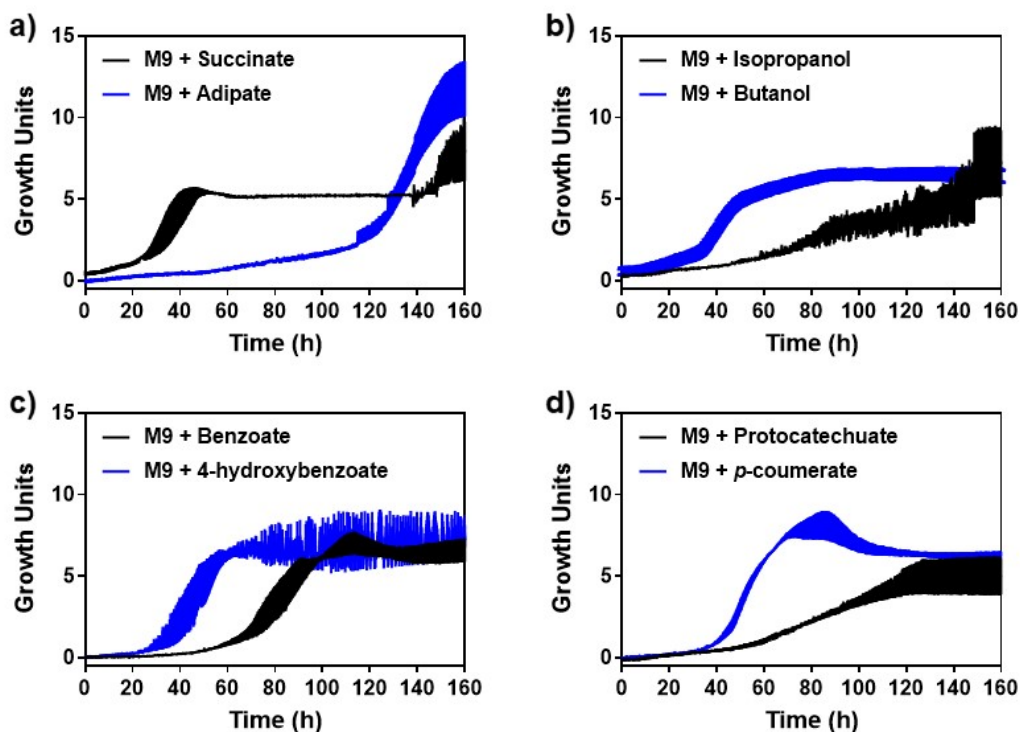 a)
M9 + Succinate
M9 + Adipate
Growth Units
15
10
5
0
0 20 40 60 80 100 120 140 160
Time (h)
b)
M9 + Isopropanol
M9 + Butanol
Growth Units
15
10
5
0
0 20 40 60 80 100 120 140 160
Time (h)
c)
M9 + Benzoate
M9 + 4-hydroxybenzoate
Growth Units
15
10
5
0
0 20 40 60 80 100 120 140 160
Time (h)
d)
M9 + Protocatechuate
M9 + p-coumerate
Growth Units
15
10
5
0
0 20 40 60 80 100 120 140 160
Time (h)